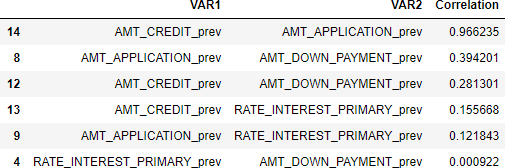 VAR1 VAR2 Correlation
14 AMT_CREDIT_prev AMT_APPLICATION_prev 0.966235
8 AMT_APPLICATION_prev AMT_DOWN_PAYMENT_prev 0.394201
12 AMT_CREDIT_prev AMT_DOWN_PAYMENT_prev 0.281301
13 AMT_CREDIT_prev RATE_INTEREST_PRIMARY_prev 0.155668
9 AMT_APPLICATION_prev RATE_INTEREST_PRIMARY_prev 0.121843
4 RATE_INTEREST_PRIMARY_prev AMT_DOWN_PAYMENT_prev 0.000922